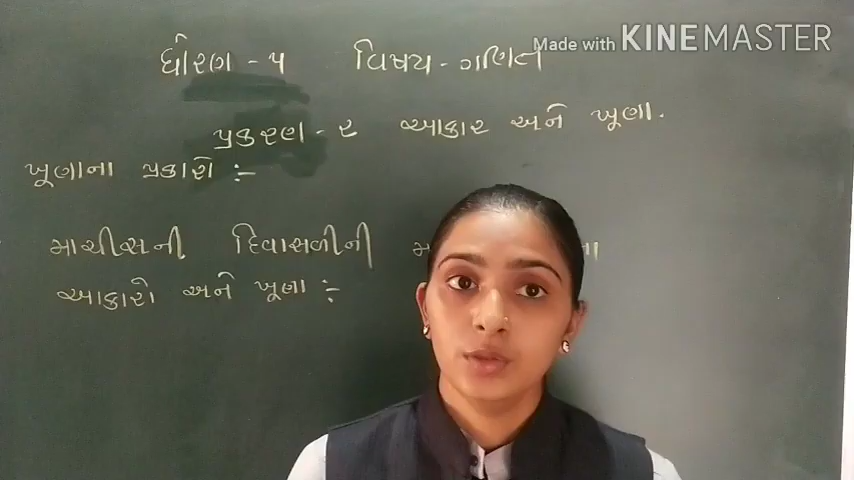 Made with KINEMASTER
ધોરણ - ૫ વિષય - ગણિત
પ્રકરણ - ૨ આકાર અને ખૂણા.
ખૂણાના પ્રકારો :-
માચીસની દિવાસળીની
આકારો અને ખૂણા :-